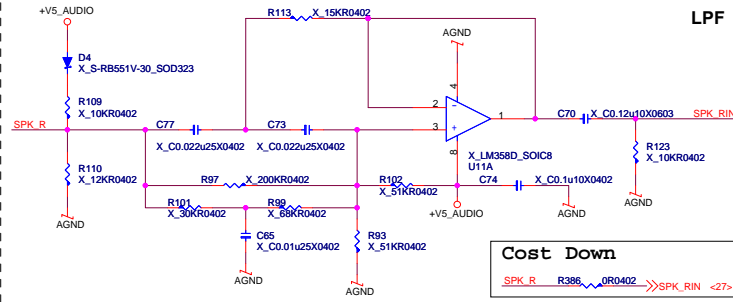 +V5_AUDIO
R113 X_15KR0402
LPF
AGND
D4
X_S-RB551V-30_SOD323
R109
X_10KR0402
SPK_R
C77
X_C0.022u25X0402
C73
X_C0.022u25X0402
4
2
3
1
8
C70 X_C0.12u10X0603
SPK_RIN
R123
X_10KR0402
AGND
X_LM358D_SOIC8
U11A
R110
X_12KR0402
AGND
R97 X_200KR0402
R102
X_51KR0402
C74 X_C0.1u10X0402
+V5_AUDIO
AGND
R101
X_30KR0402
R99
X_68KR0402
C65
X_C0.01u25X0402
AGND
R93
X_51KR0402
AGND
Cost Down
SPK_R R386 0R0402 SPK_RIN <27>